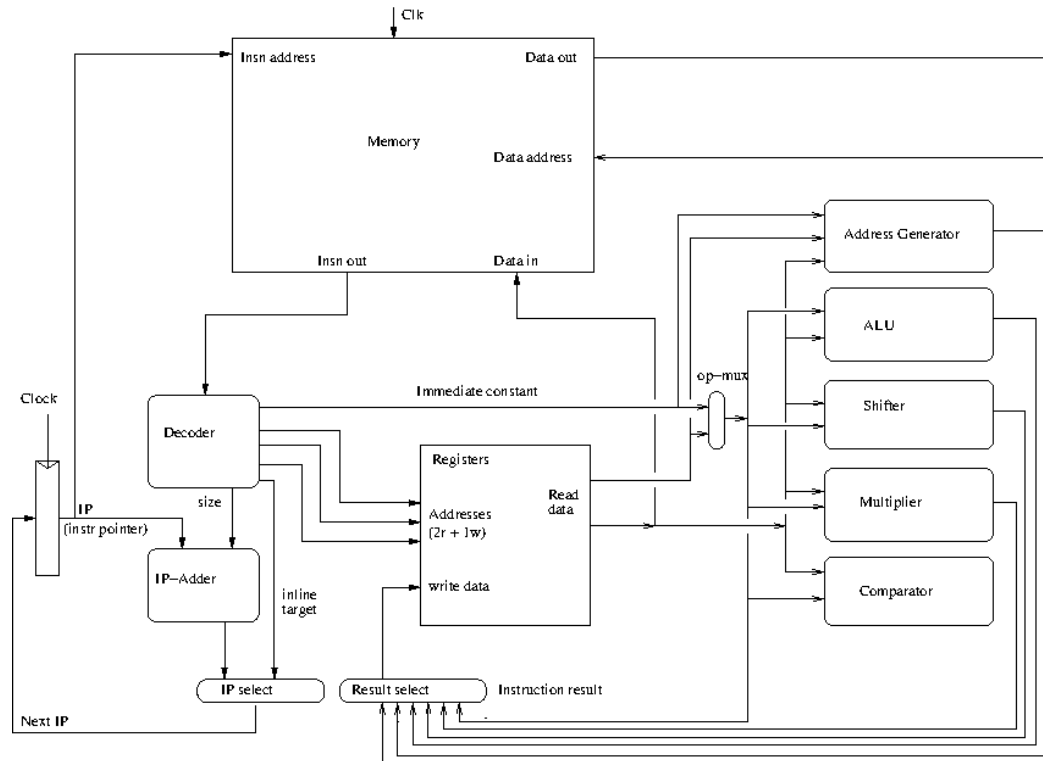 Clk
Insn address
Data out
Memory
Data address
Address Generator
Insn out
Data in
ALU
op-mux
Immediate constant
Clock
Decoder
Shifter
Registers
size
Read
data
IP
(instr pointer)
Addresses
(2r + 1w)
Multiplier
IP-Adder
inline
target
write data
Comparator
IP select
Result select
Instruction result
Next IP